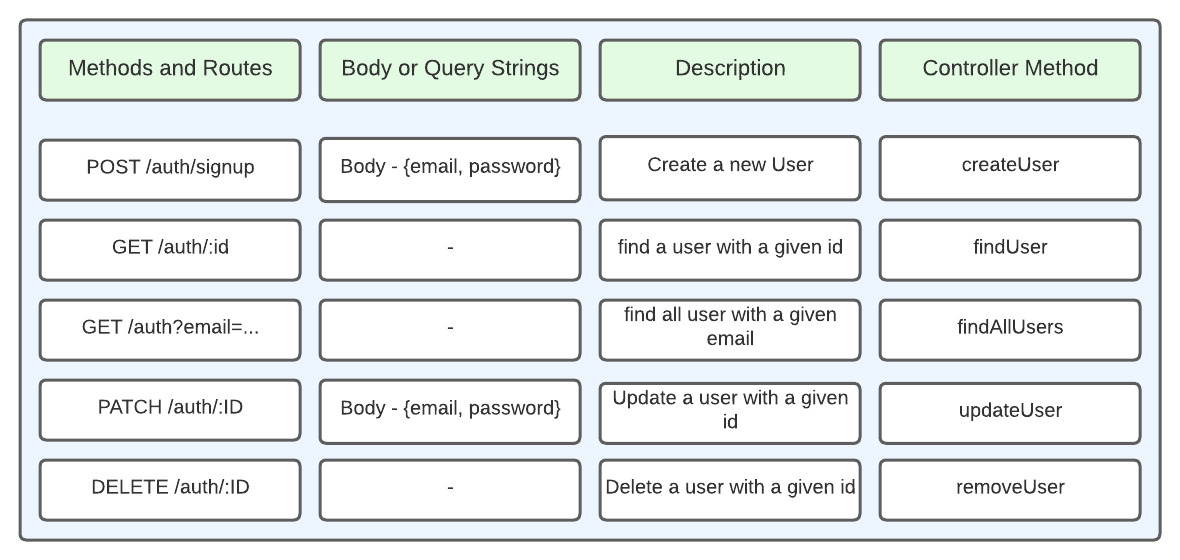 Methods and Routes
Body or Query Strings
Description
Controller Method
POST /auth/signup
Body - {email, password}
Create a new User
createUser
GET /auth/:id
-
find a user with a given id
findUser
GET /auth?email=...
-
find all user with a given
email
findAllUsers
PATCH /auth/:ID
Body - {email, password}
Update a user with a given
id
updateUser
DELETE /auth/:ID
-
Delete a user with a given id
removeUser